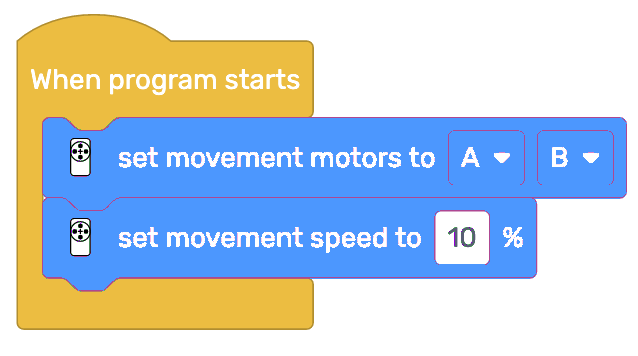 When program starts
set movement motors to A B
set movement speed to 10 %